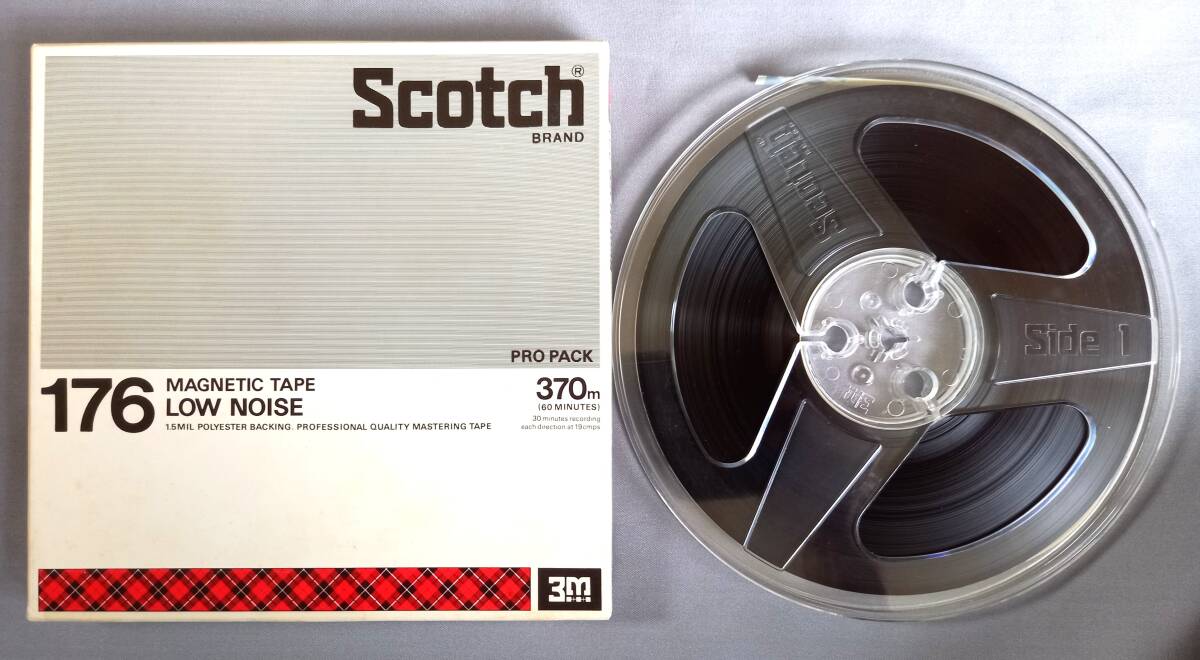 Scotch®
BRAND
PRO PACK
176
MAGNETIC TAPE
LOW NOISE
1.5MIL POLYESTER BACKING. PROFESSIONAL QUALITY MASTERING TAPE
370m
(60 MINUTES)
30 minutes recording
each direction at 19cmps
3m
Scotch
Side 1
3m